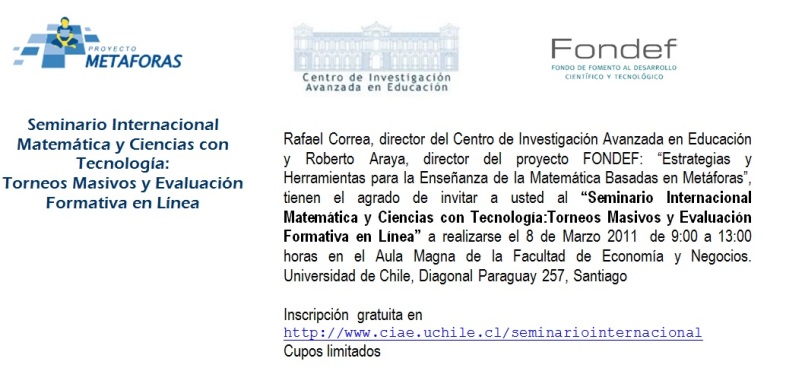 PROYECTO
METAFORAS
Centro de Investigación
Avanzada en Educación
Fondef
FONDO DE FOMENTO AL DESARROLLO
CIENTÍFICO Y TECNOLÓGICO
Seminario Internacional
Matemática y Ciencias con
Tecnología:
Torneos Masivos y Evaluación
Formativa en Línea
Rafael Correa, director del Centro de Investigación Avanzada en Educación
y Roberto Araya, director del proyecto FONDEF: “Estrategias y
Herramientas para la Enseñanza de la Matemática Basadas en Metáforas”,
tienen el agrado de invitar a usted al “Seminario Internacional
Matemática y Ciencias con Tecnología:Torneos Masivos y Evaluación
Formativa en Línea” a realizarse el 8 de Marzo 2011 de 9:00 a 13:00
horas en el Aula Magna de la Facultad de Economía y Negocios.
Universidad de Chile, Diagonal Paraguay 257, Santiago
Inscripción gratuita en
http://www.ciae.uchile.cl/seminariointernacional
Cupos limitados